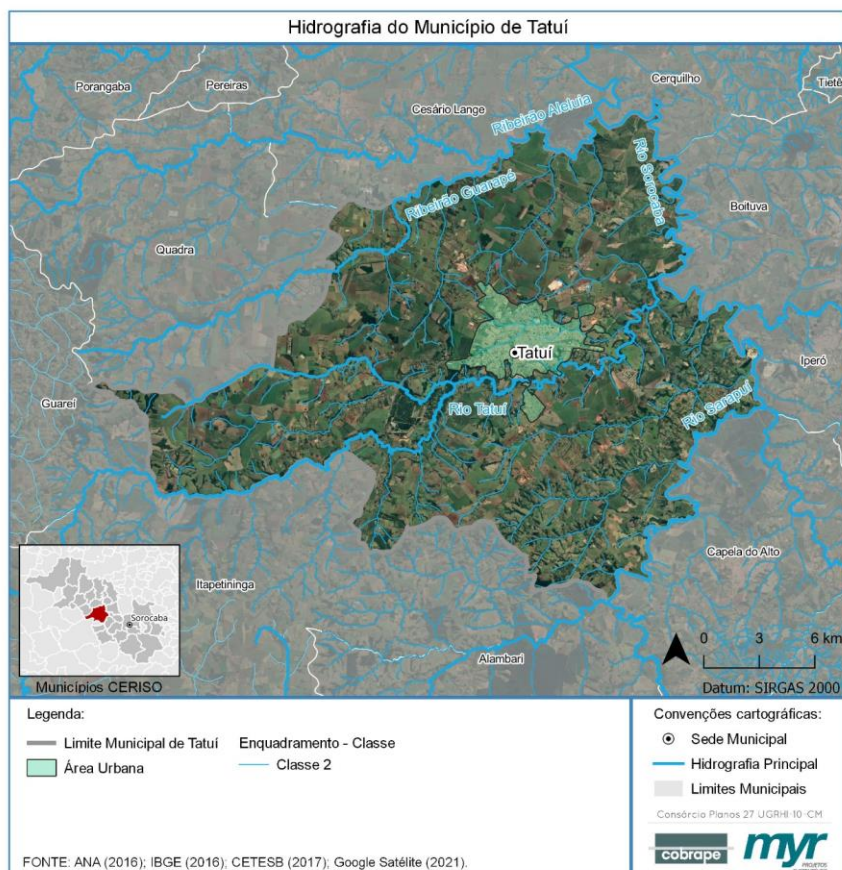 Hidrografia do Município de Tatuí
Porangaba
Pereiras
Cesário Lange
Cerquilho
Tietê
Ribeirão Aleluia
Rio Sorocaba
Ribeirão Guarapé
Boituva
Quadra
Tatuí
Iperó
Guareí
Rio Tatuí
Rio Sarapuí
Capela do Alto
Itapetininga
Sorocaba
Alambari
0 3 6 km
Municípios CERISO
Datum: SIRGAS 2000
Legenda:
Limite Municipal de Tatuí
Área Urbana
Enquadramento - Classe
Classe 2
Convenções cartográficas:
Sede Municipal
Hidrografia Principal
Limites Municipais
Consórcio Planos 27 UGRHI-10-CM
cobrape
myr
PROJETOS
FONTE: ANA (2016); IBGE (2016); CETESB (2017); Google Satélite (2021).